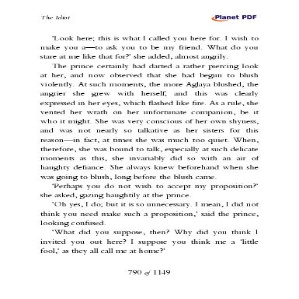 The Idiot
Planet PDF
'Look here; this is what I called you here for. I wish to
make you a—to ask you to be my friend. What do you
stare at me like that for?' she added, almost angrily.
The prince certainly had darted a rather piercing look
at her, and now observed that she had begun to blush
violently. At such moments, the more Aglaya blushed, the
angrier she grew with herself; and this was clearly
expressed in her eyes, which flashed like fire. As a rule, she
vented her wrath on her unfortunate companion, be it
who it might. She was very conscious of her own shyness,
and was not nearly so talkative as her sisters for this
reason—in fact, at times she was much too quiet. When,
therefore, she was bound to talk, especially at such delicate
moments as this, she invariably did so with an air of
haughty defiance. She always knew beforehand when she
was going to blush, long before the blush came.
'Perhaps you do not wish to accept my proposition?'
she asked, gazing haughtily at the prince.
'Oh yes, I do; but it is so unnecessary. I mean, I did not
think you need make such a proposition,' said the prince,
looking confused.
'What did you suppose, then? Why did you think I
invited you out here? I suppose you think me a 'little
fool,' as they all call me at home?'
790 of 1149